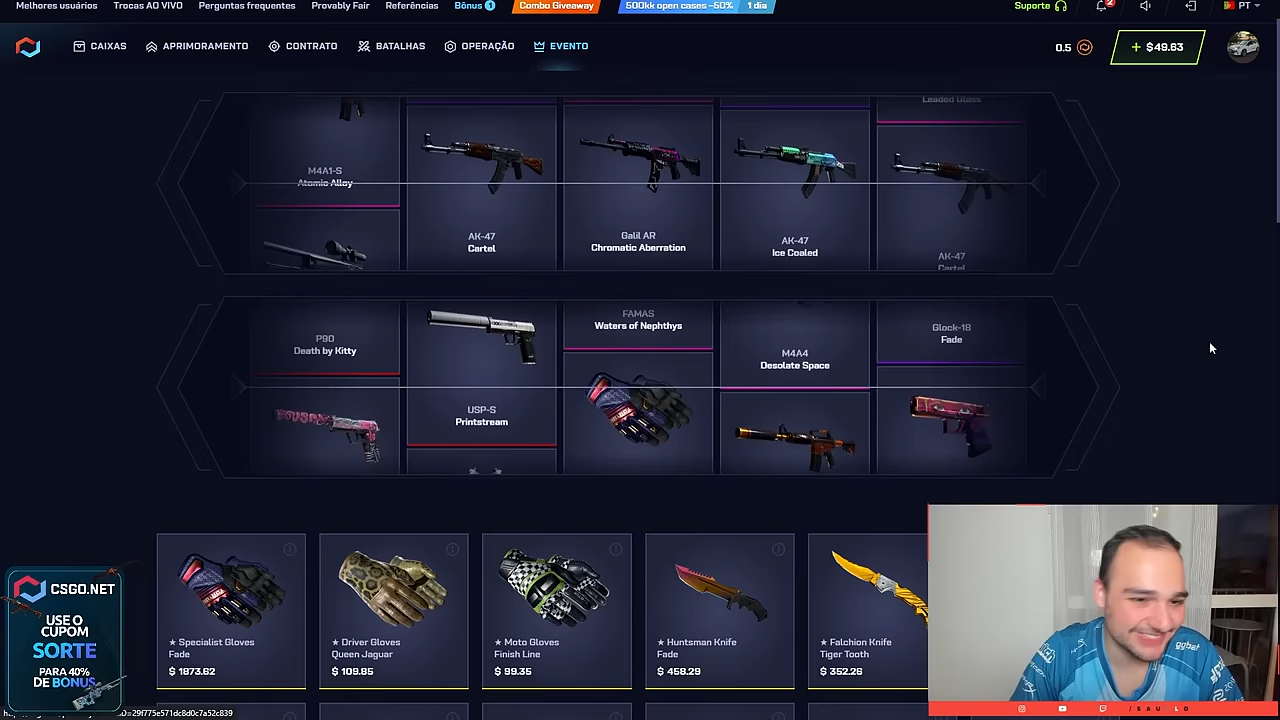 Melhores usuários Trocas AO VIVO Perguntas frequentes Provably Fair Referências Bônus 1 Combo Giveaway 500kk open cases -50% 1 dia Suporte 2 PT
CAIXAS APRIMORAMENTO CONTRATO BATALHAS OPERAÇÃO EVENTO 0.5 + $49.63
Leaded Glass
M4A1-S
Atomic Alloy
AK-47
Cartel
Galil AR
Chromatic Aberration
AK-47
Ice Coaled
AK-47
Cartel
P90
Death by Kitty
USP-S
Printstream
FAMAS
Waters of Nephthys
M4A4
Desolate Space
Glock-18
Fade
★ Specialist Gloves
Fade
$ 1873.62
★ Driver Gloves
Queen Jaguar
$ 109.85
★ Moto Gloves
Finish Line
$ 99.35
★ Huntsman Knife
Fade
$ 458.29
★ Falchion Knife
Tiger Tooth
$ 352.26
CSGO.NET
USE O
CUPOM
SORTE
PARA 40%
DE BONUS
ggbet
/ S A U L O